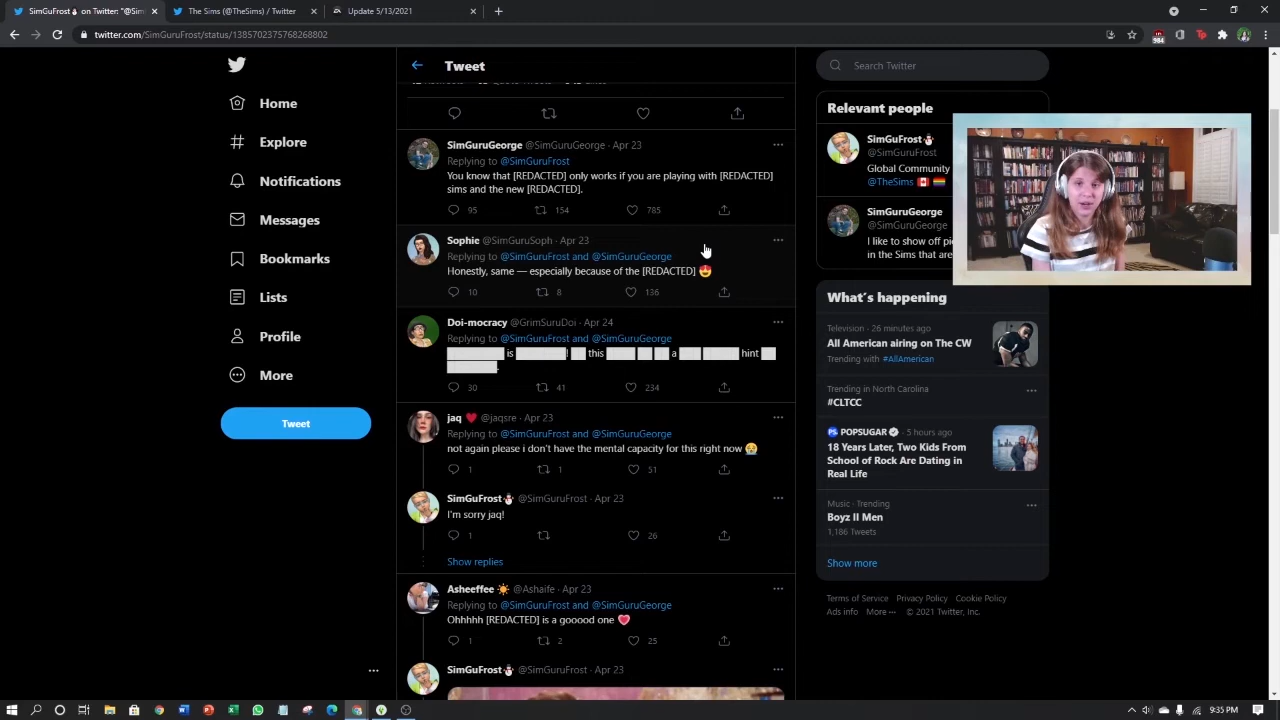 SimGuFrost on Twitter: "@Sim
The Sims (@TheSims) / Twitter
Update 5/13/2021
twitter.com/SimGuruFrost/status/1385702375768268802
984
Home
Explore
Notifications
Messages
Bookmarks
Lists
Profile
More
Tweet
Tweet
SimGuruGeorge @SimGuruGeorge · Apr 23
Replying to @SimGuruFrost
You know that [REDACTED] only works if you are playing with [REDACTED]
sims and the new [REDACTED].
95 154 785
Sophie @SimGuruSoph · Apr 23
Replying to @SimGuruFrost and @SimGuruGeorge
Honestly, same — especially because of the [REDACTED] 😍
10 8 136
Doi-mocracy @GrimSuruDoi · Apr 24
Replying to @SimGuruFrost and @SimGuruGeorge
is ! this a hint
.
30 41 234
jaq ♥ @jaqsre · Apr 23
Replying to @SimGuruFrost and @SimGuruGeorge
not again please i don't have the mental capacity for this right now 😭
1 1 51
SimGuFrost⛄ @SimGuruFrost · Apr 23
I'm sorry jaq!
1 26
Show replies
Asheeffee ☀ @Ashaife · Apr 23
Replying to @SimGuruFrost and @SimGuruGeorge
Ohhhhh [REDACTED] is a gooood one 💗
1 2 25
SimGuFrost⛄ @SimGuruFrost · Apr 23
Search Twitter
Relevant people
SimGuFrost⛄
@SimGuruFrost
Global Community
@TheSims 🇨🇦
SimGuruGeorge
@SimGuruGeorge
I like to show off pi
in the Sims that are
What's happening
Television · 26 minutes ago
All American airing on The CW
Trending with #AllAmerican
Trending in North Carolina
#CLTCC
POPSUGAR · 5 hours ago
18 Years Later, Two Kids From
School of Rock Are Dating in
Real Life
Music · Trending
Boyz II Men
1,186 Tweets
Show more
Terms of Service Privacy Policy Cookie Policy
Ads info More ··· © 2021 Twitter, Inc.
9:35 PM